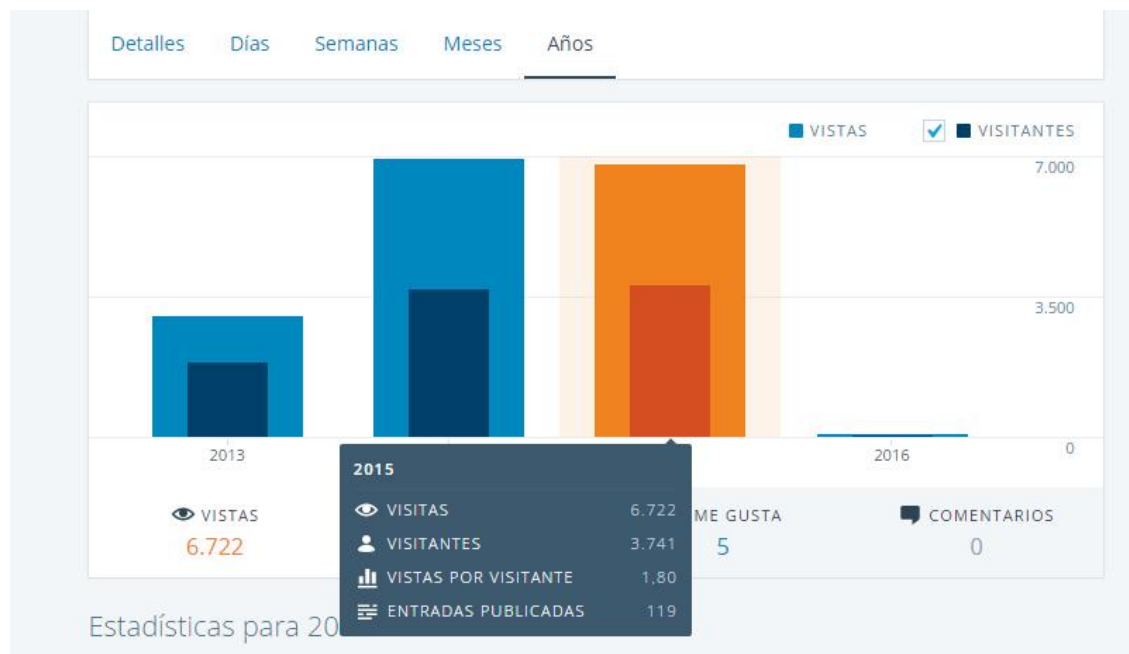 Detalles Días Semanas Meses Años
VISTAS VISITANTES
7.000
3.500
0
2013 2016
2015
VISITAS 6.722
VISITANTES 3.741
VISTAS POR VISITANTE 1,80
ENTRADAS PUBLICADAS 119
VISTAS ME GUSTA COMENTARIOS
6.722 5 0
Estadísticas para 20